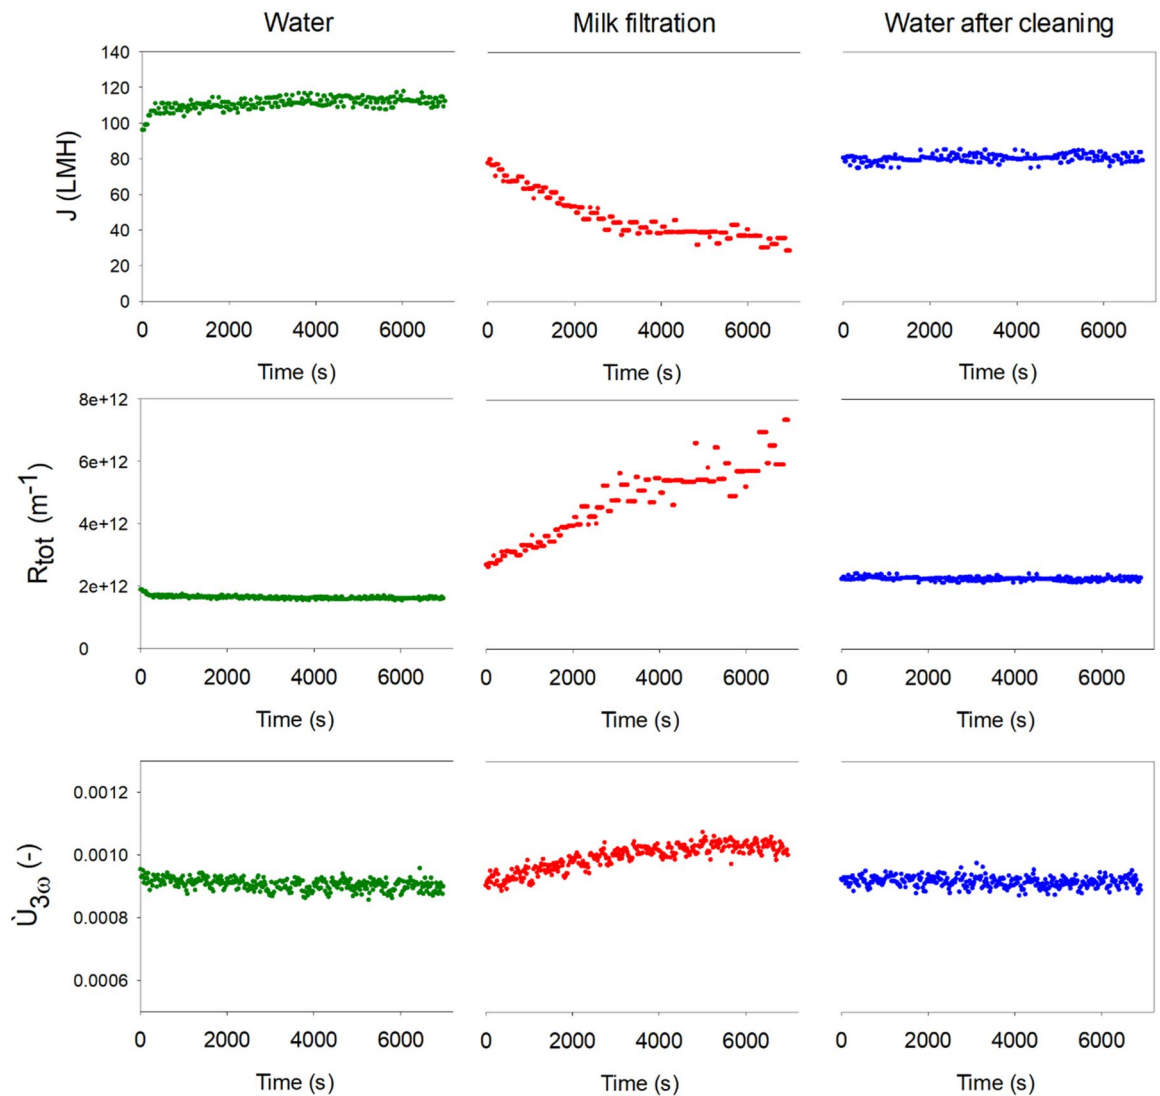 Water Milk filtration Water after cleaning
J (LMH)
140
120
100
80
60
40
20
0
0 2000 4000 6000 0 2000 4000 6000 0 2000 4000 6000
Time (s) Time (s) Time (s)
Rtot (m⁻¹)
8e+12
6e+12
4e+12
2e+12
0
0 2000 4000 6000 0 2000 4000 6000 0 2000 4000 6000
Time (s) Time (s) Time (s)
Ù3ω (-)
0.0012
0.0010
0.0008
0.0006
0 2000 4000 6000 0 2000 4000 6000 0 2000 4000 6000
Time (s) Time (s) Time (s)